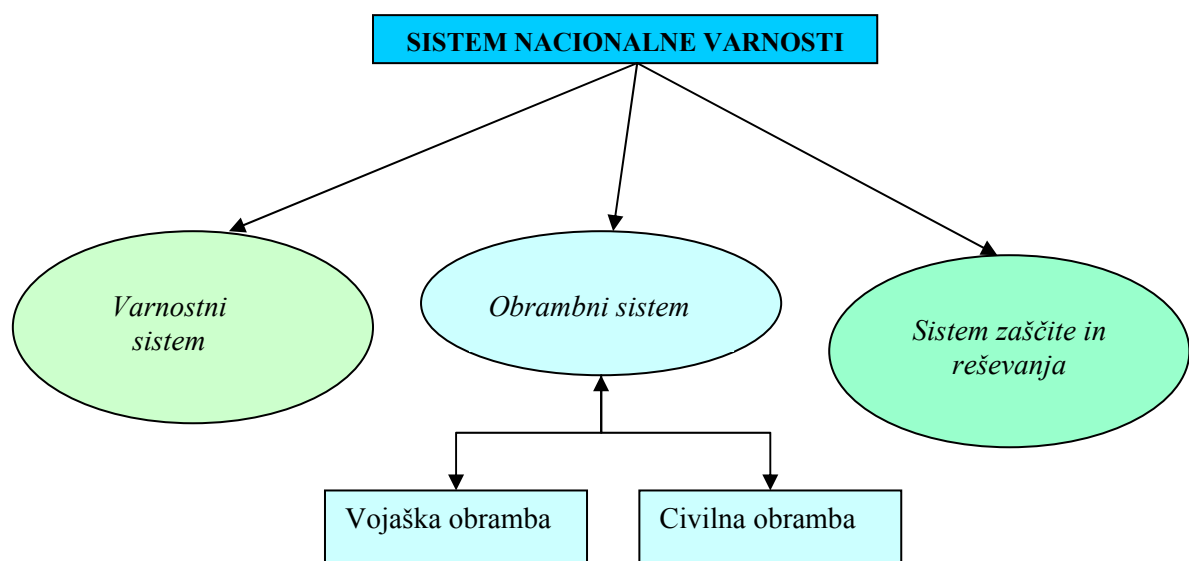 SISTEM NACIONALNE VARNOSTI
Varnostni
sistem
Obrambni sistem
Sistem zaščite in
reševanja
Vojaška obramba
Civilna obramba